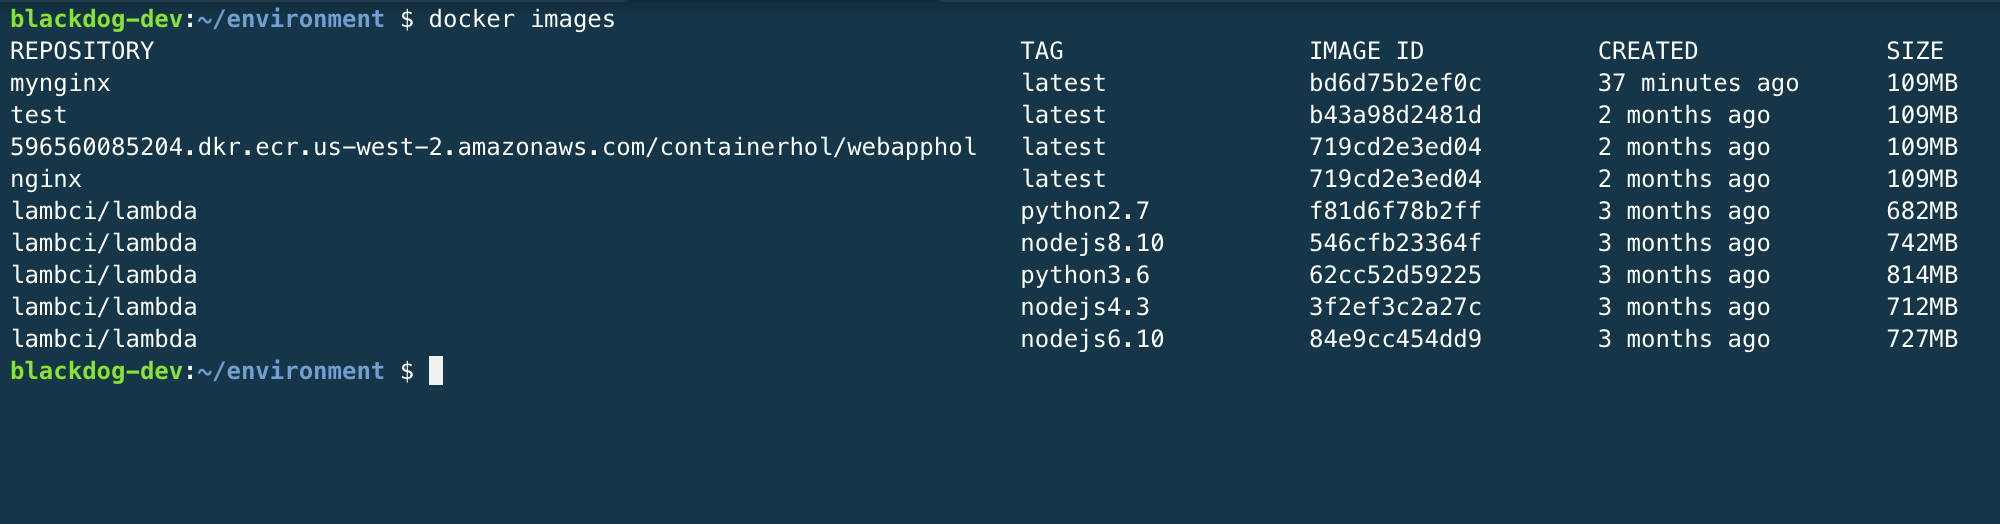 blackdog-dev:~/environment $ docker images
REPOSITORY TAG IMAGE ID CREATED SIZE
mynginx latest bd6d75b2ef0c 37 minutes ago 109MB
test latest b43a98d2481d 2 months ago 109MB
596560085204.dkr.ecr.us-west-2.amazonaws.com/containerhol/webapphol latest 719cd2e3ed04 2 months ago 109MB
nginx latest 719cd2e3ed04 2 months ago 109MB
lambci/lambda python2.7 f81d6f78b2ff 3 months ago 682MB
lambci/lambda nodejs8.10 546cfb23364f 3 months ago 742MB
lambci/lambda python3.6 62cc52d59225 3 months ago 814MB
lambci/lambda nodejs4.3 3f2ef3c2a27c 3 months ago 712MB
lambci/lambda nodejs6.10 84e9cc454dd9 3 months ago 727MB
blackdog-dev:~/environment $